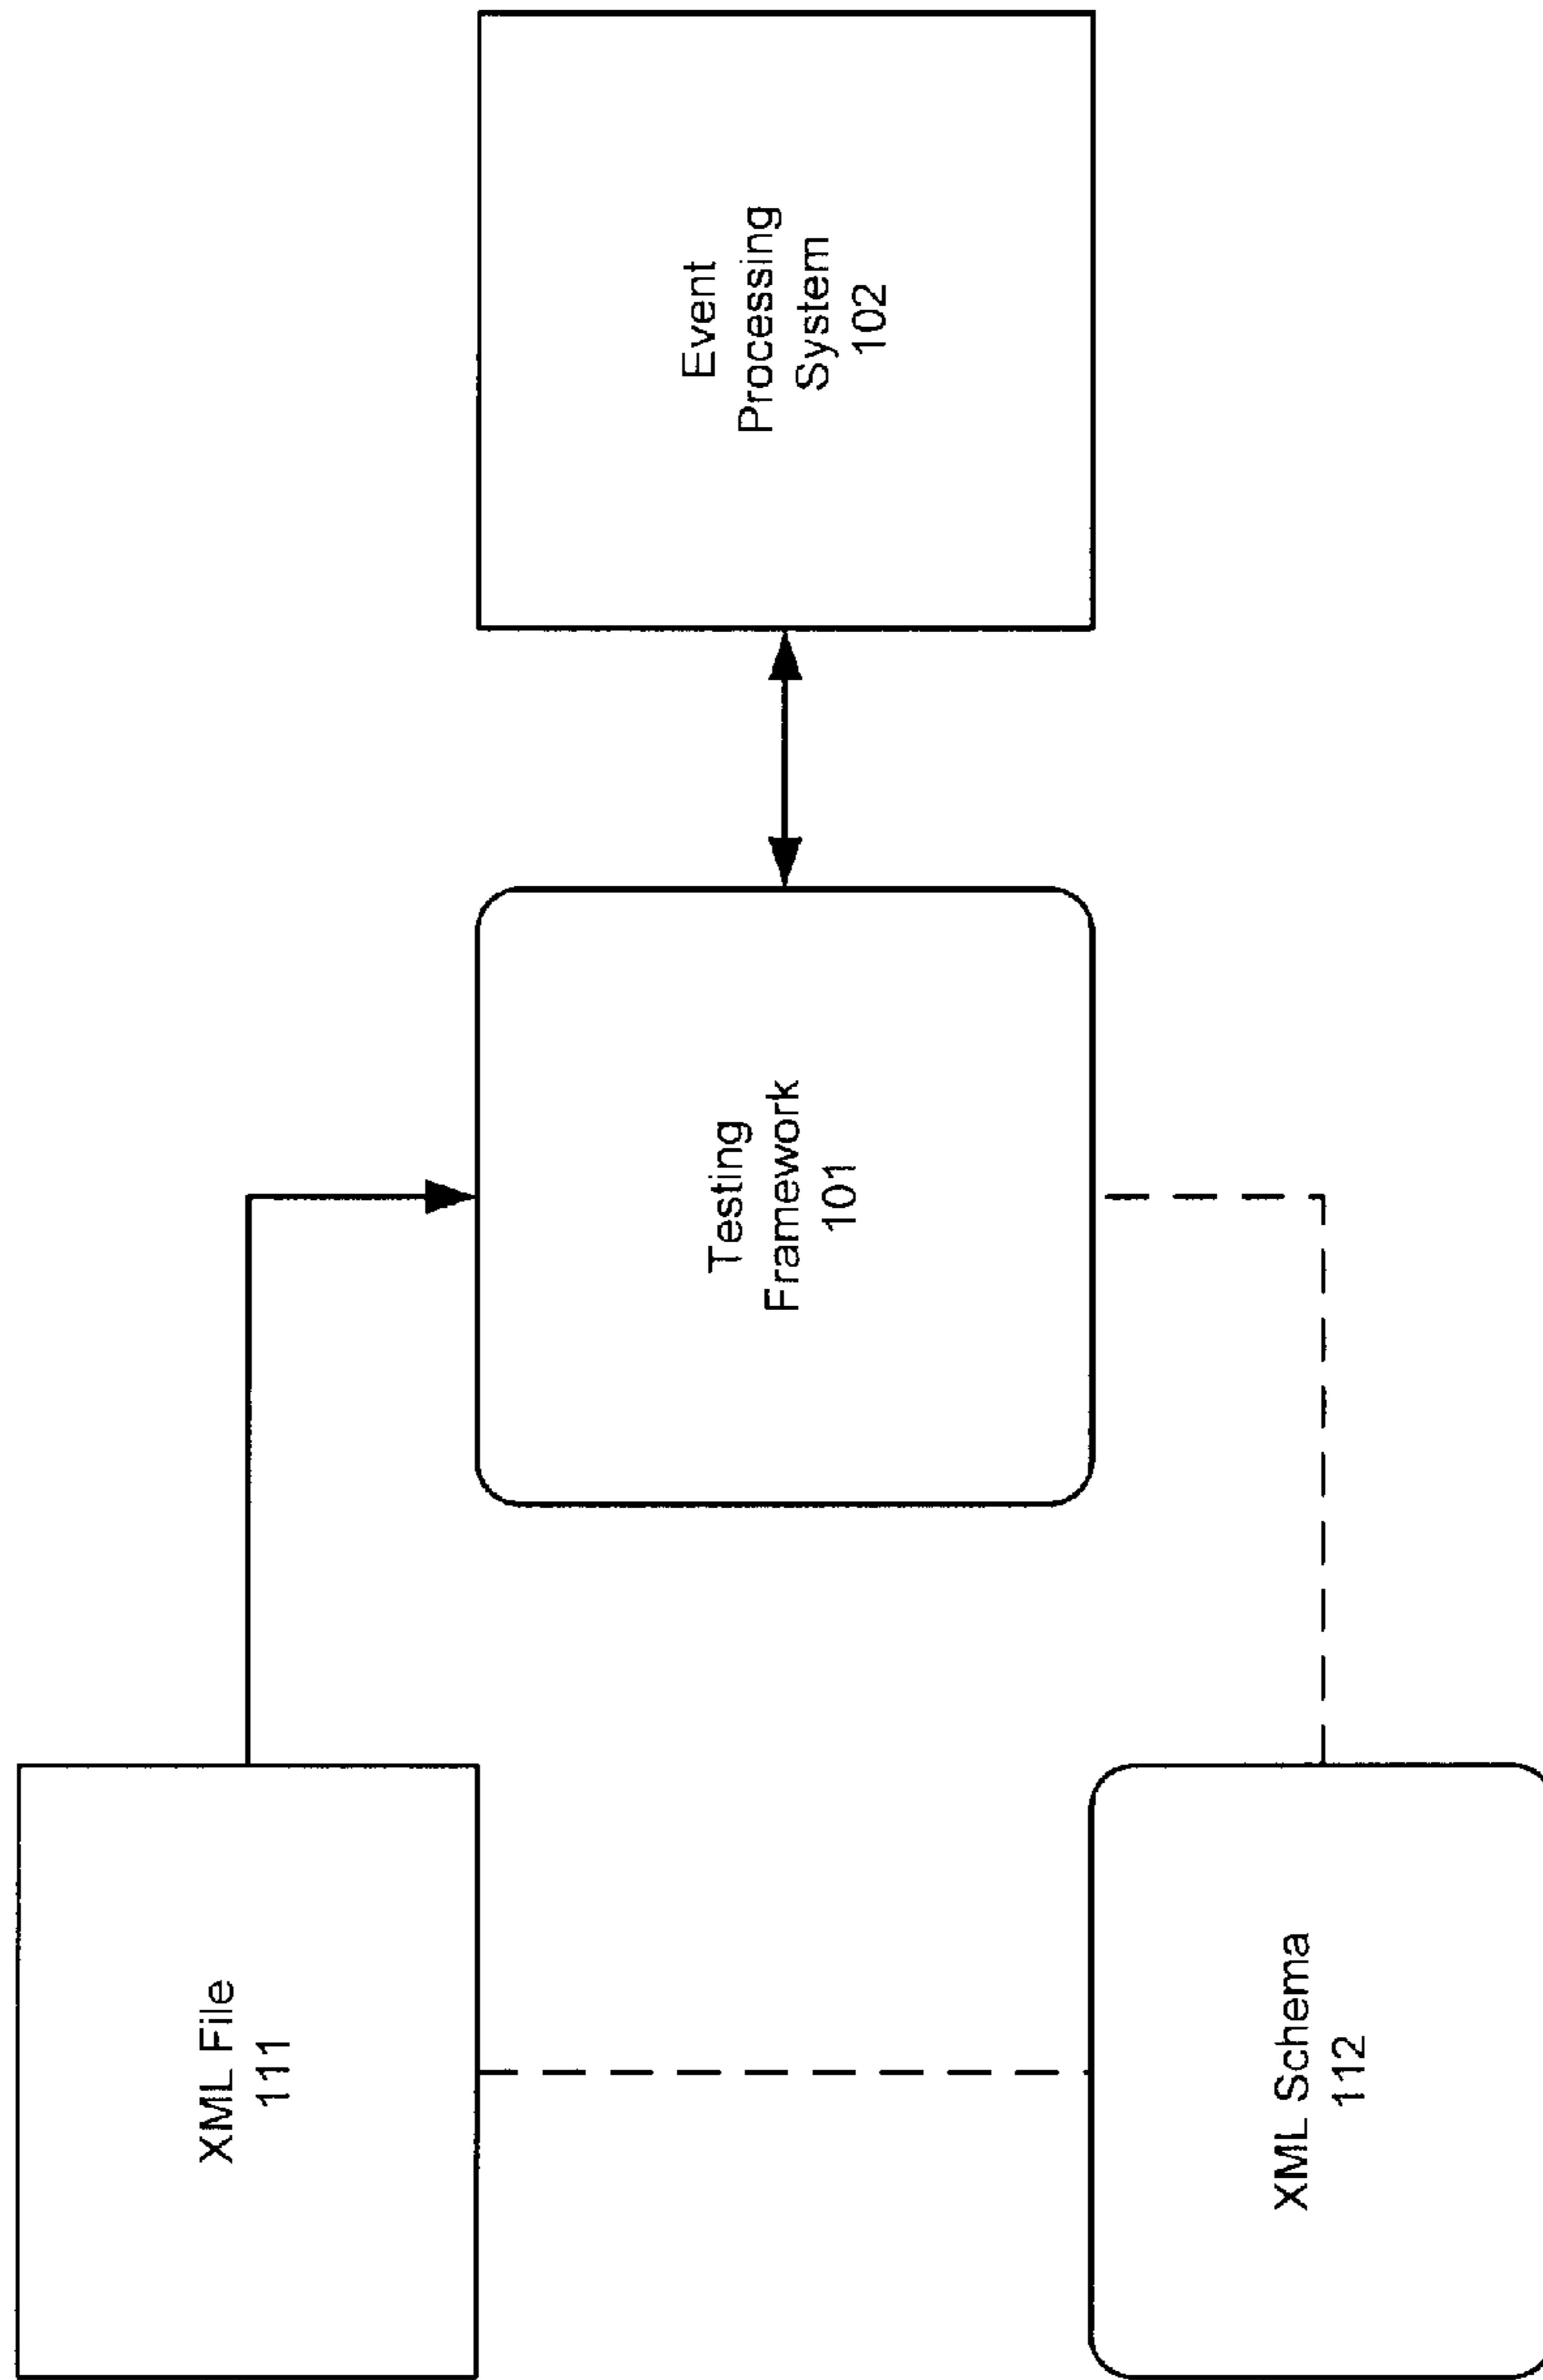 XML File
111
XML Schema
112
Testing
Framework
101
Event
Processing
System
102